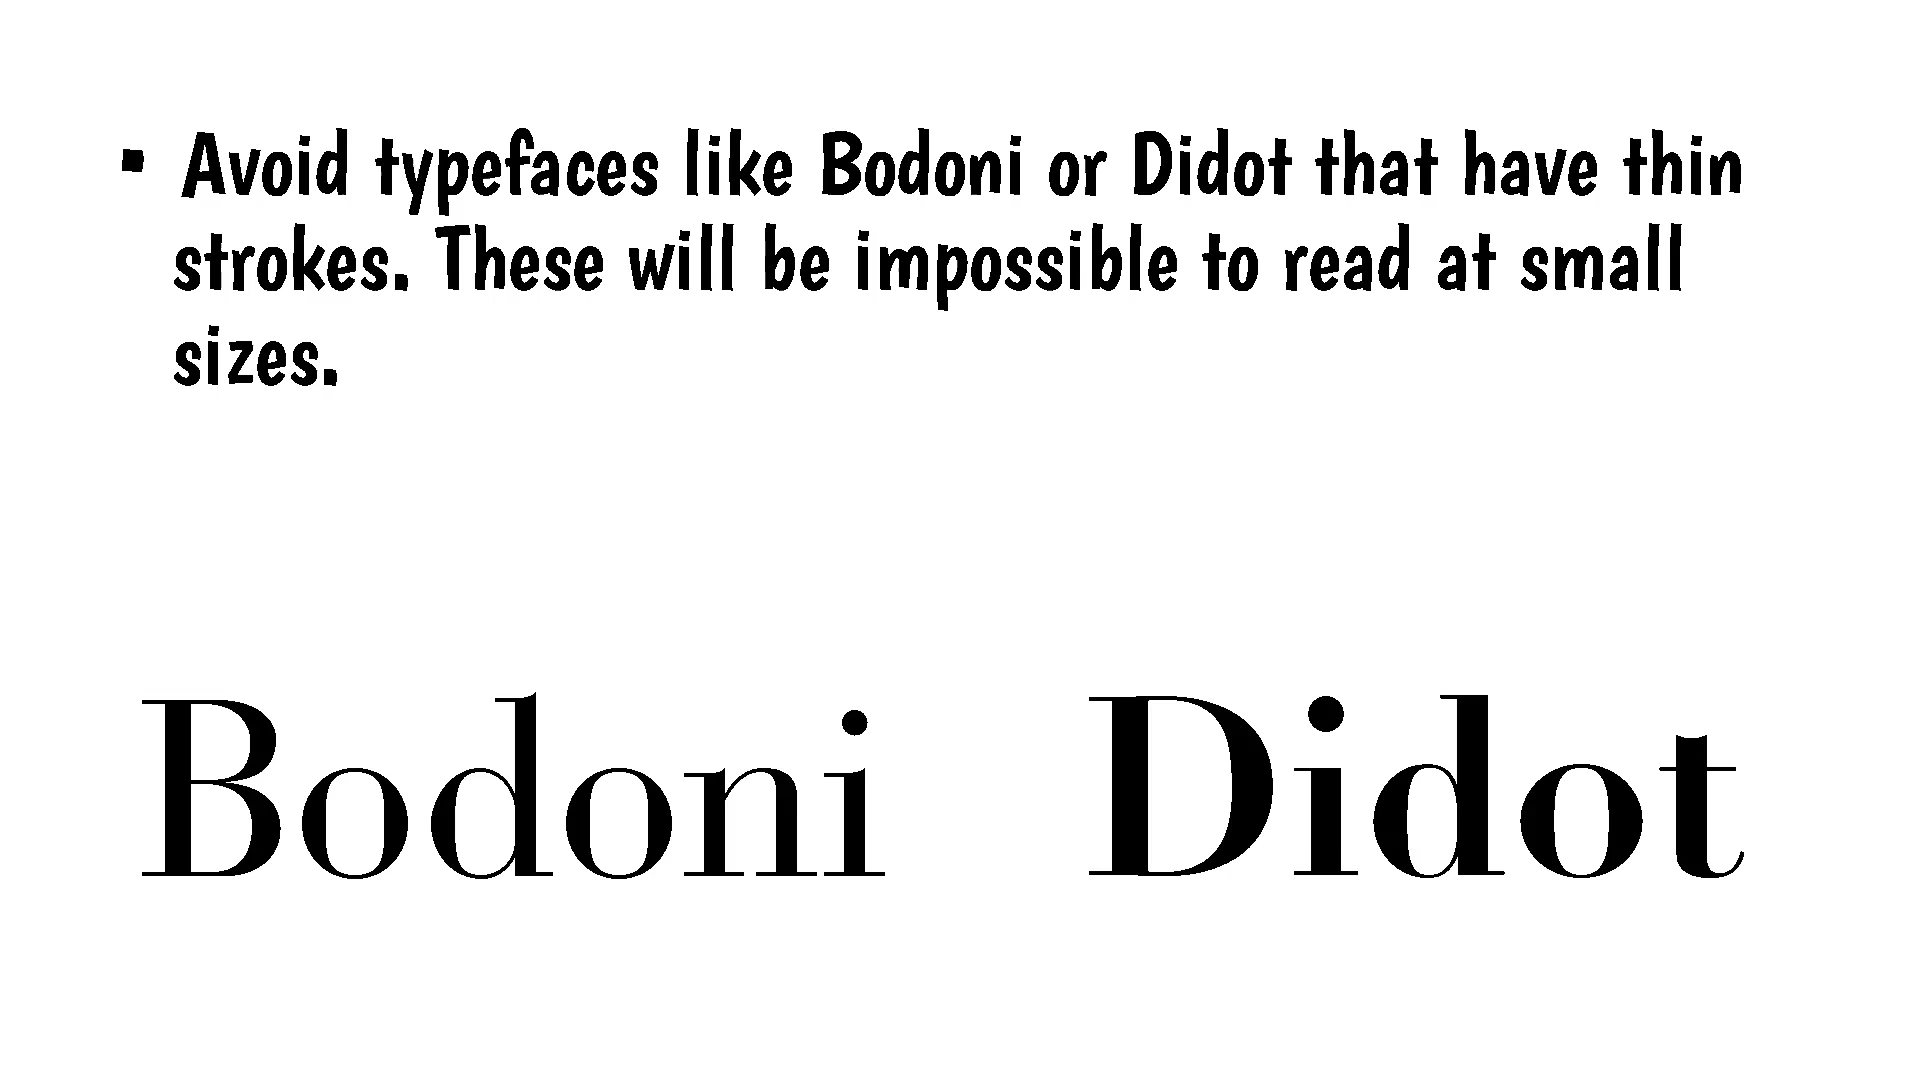 ▪ Avoid typefaces like Bodoni or Didot that have thin
strokes. These will be impossible to read at small
sizes.
Bodoni Didot